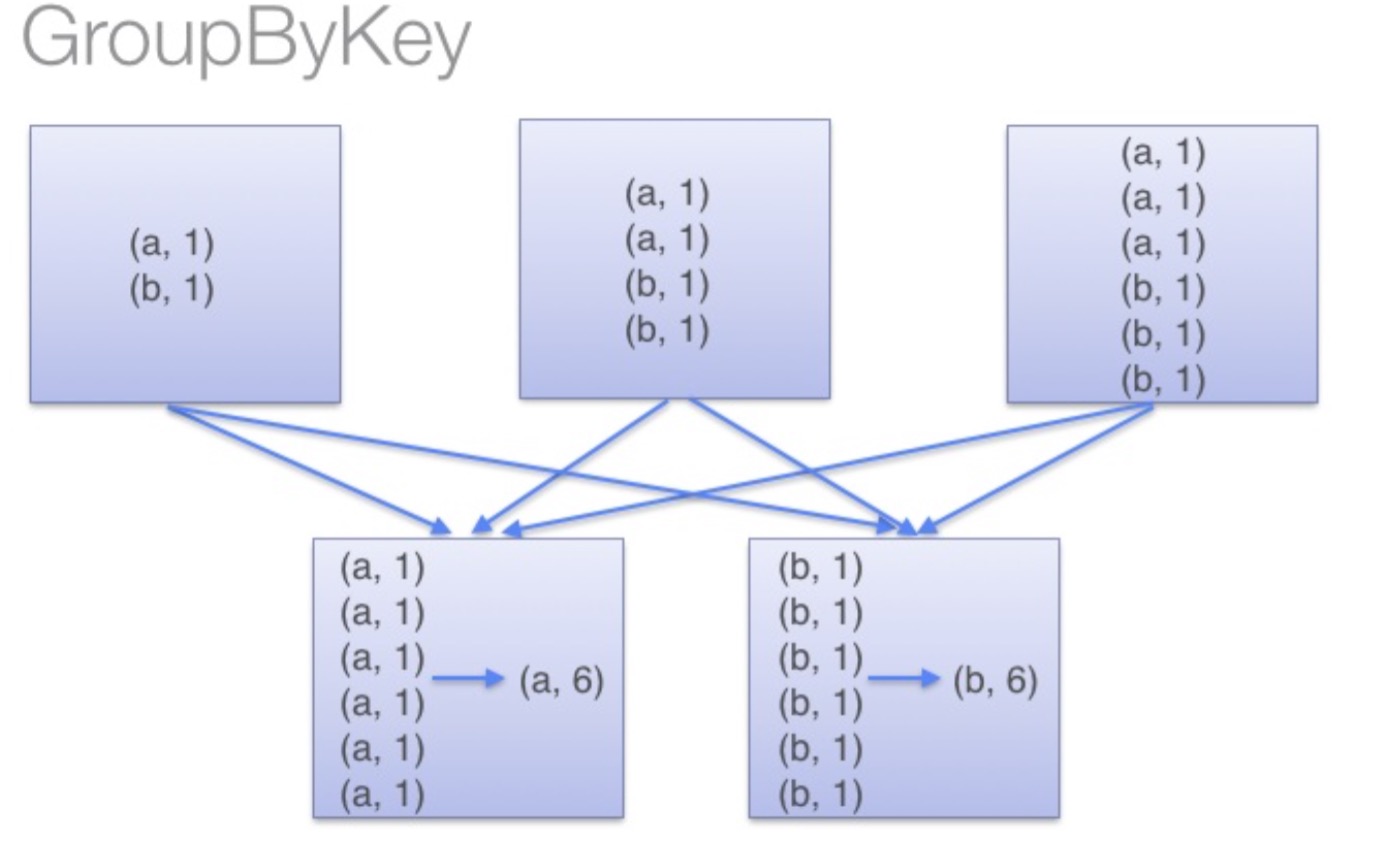 GroupByKey
(a, 1)
(b, 1)
(a, 1)
(a, 1)
(b, 1)
(b, 1)
(a, 1)
(a, 1)
(a, 1)
(b, 1)
(b, 1)
(b, 1)
(a, 1)
(a, 1)
(a, 1)
(a, 1)
(a, 1)
(a, 1)
(a, 6)
(b, 1)
(b, 1)
(b, 1)
(b, 1)
(b, 1)
(b, 1)
(b, 6)